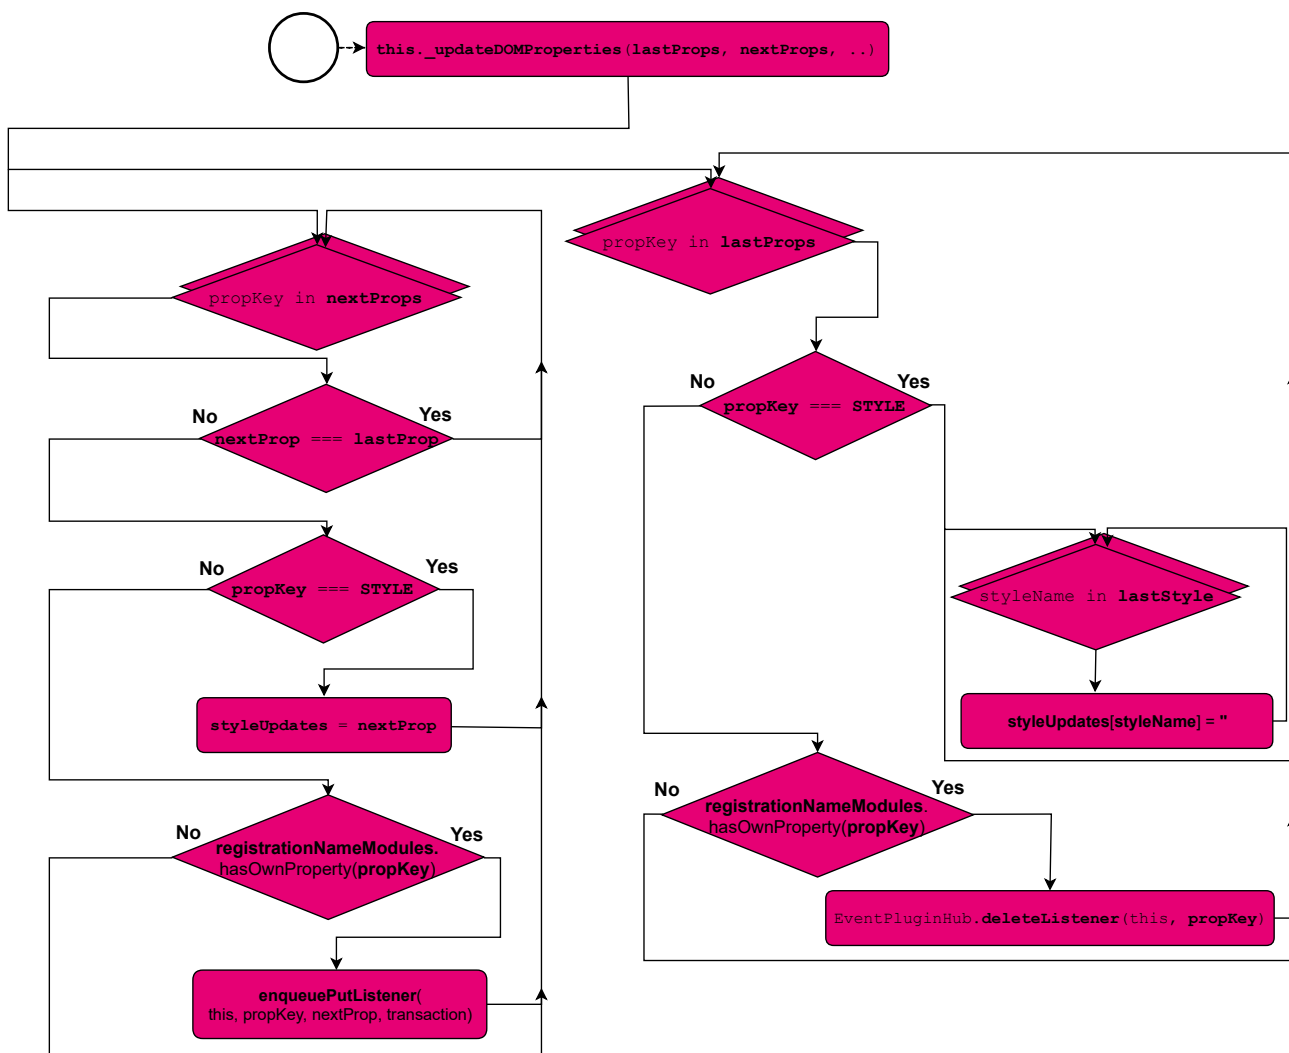 this._updateDOMProperties(lastProps, nextProps, ..)
propKey in lastProps
propKey in nextProps
No
Yes
propKey === STYLE
No
Yes
nextProp === lastProp
No
Yes
propKey === STYLE
styleName in lastStyle
styleUpdates = nextProp
styleUpdates[styleName] = ''
No
Yes
registrationNameModules.
hasOwnProperty(propKey)
No
Yes
registrationNameModules.
hasOwnProperty(propKey)
EventPluginHub.deleteListener(this, propKey)
enqueuePutListener(
this, propKey, nextProp, transaction)